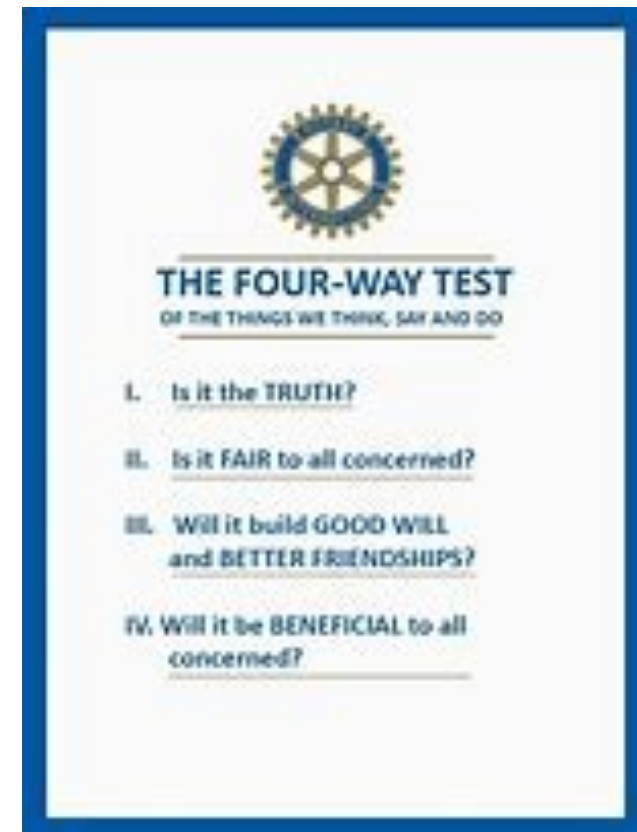 THE FOUR-WAY TEST
OF THE THINGS WE THINK, SAY AND DO
I. Is it the TRUTH?
II. Is it FAIR to all concerned?
III. Will it build GOOD WILL
and BETTER FRIENDSHIPS?
IV. Will it be BENEFICIAL to all
concerned?